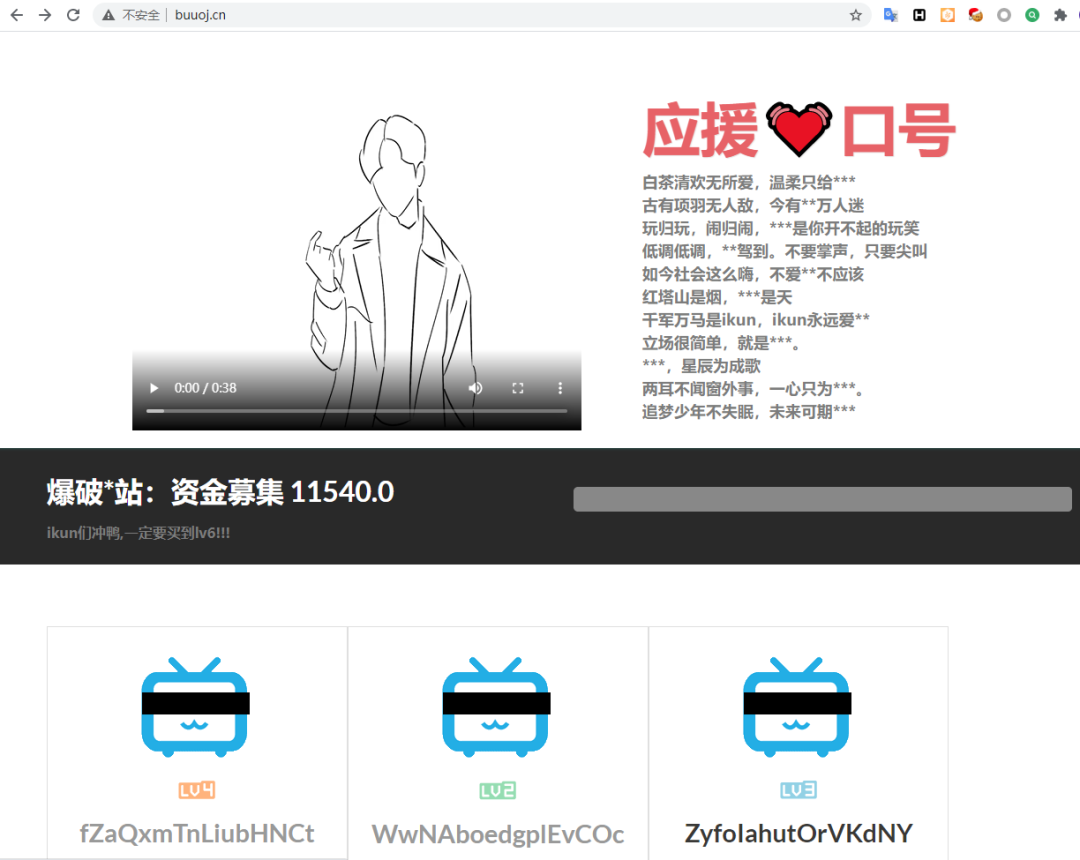 不安全 | buuoj.cn
应援口号
白茶清欢无所爱，温柔只给***
古有项羽无人敌，今有**万人迷
玩归玩，闹归闹，***是你开不起的玩笑
低调低调，**驾到。不要掌声，只要尖叫
如今社会这么嗨，不爱**不应该
红塔山是烟，***是天
千军万马是ikun，ikun永远爱**
立场很简单，就是***。
***，星辰为成歌
两耳不闻窗外事，一心只为***。
追梦少年不失眠，未来可期***
0:00 / 0:38
爆破*站：资金募集 11540.0
ikun们冲鸭,一定要买到lv6!!!
LV4
LV2
LV3
fZaQxmTnLiubHNCt
WwNAboedgpIEvCOc
ZyfoIahutOrVKdNY